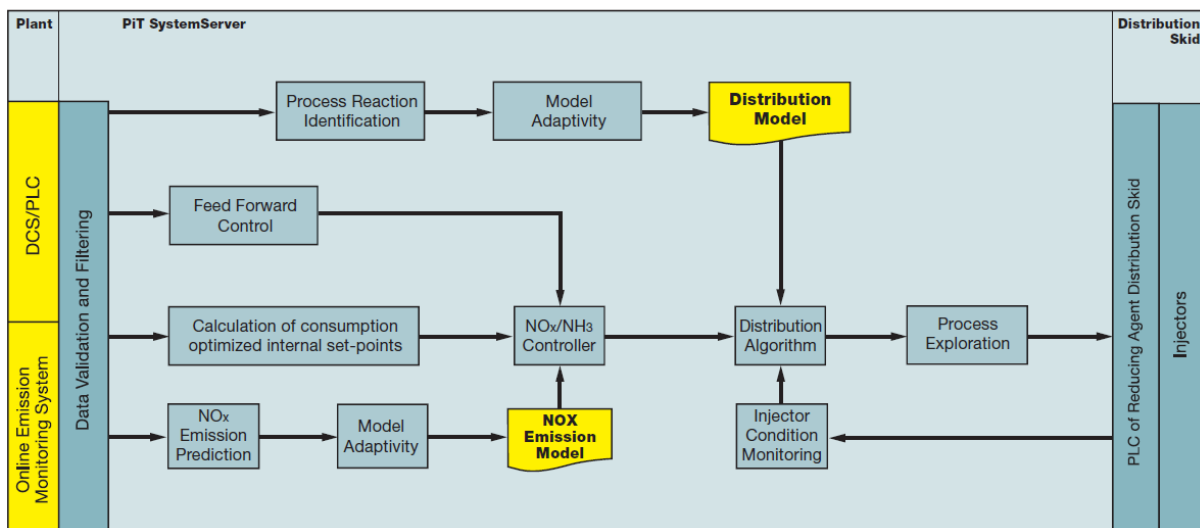 Plant
PiT SystemServer
Distribution
Skid
DCS/PLC
Online Emission
Monitoring System
Data Validation and Filtering
Process Reaction
Identification
Model
Adaptivity
Distribution
Model
Feed Forward
Control
Calculation of consumption
optimized internal set-points
NOx/NH3
Controller
Distribution
Algorithm
Process
Exploration
NOx
Emission
Prediction
Model
Adaptivity
NOX
Emission
Model
Injector
Condition
Monitoring
PLC of Reducing Agent Distribution Skid
Injectors